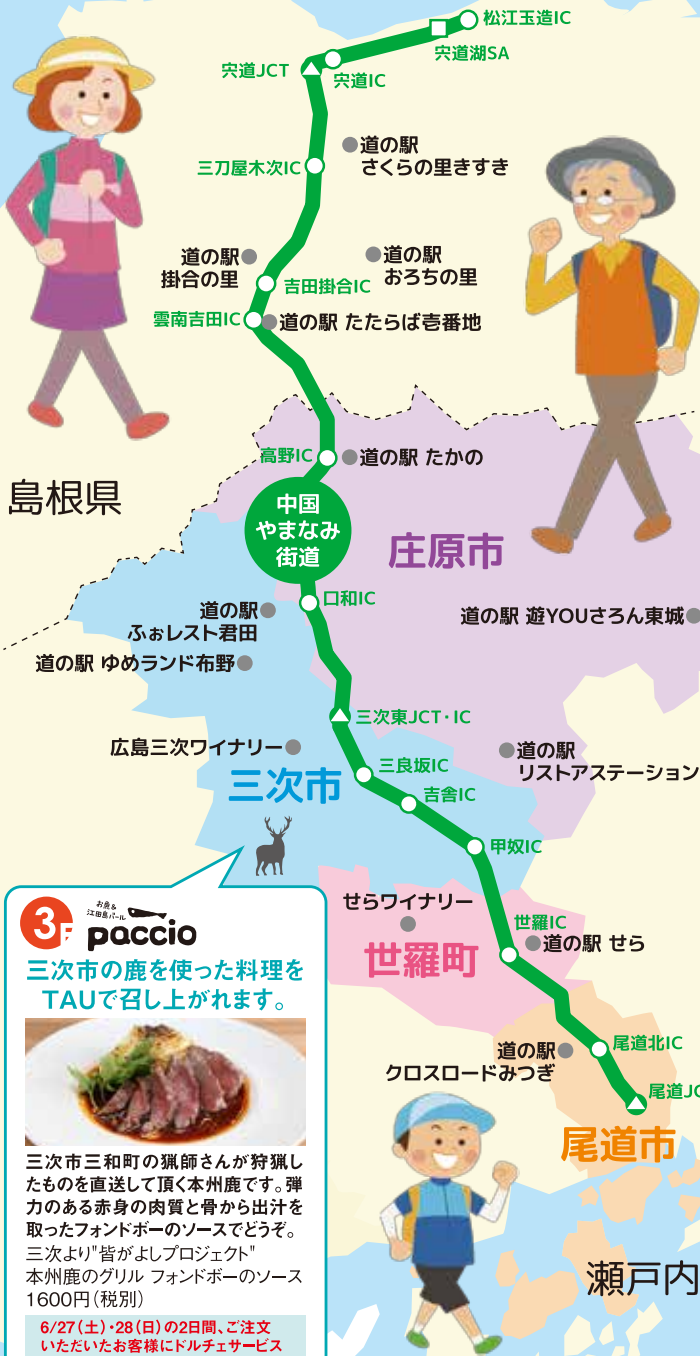 松江玉造IC
宍道湖SA
宍道JCT
宍道IC
道の駅
さくらの里きすき
三刀屋木次IC
道の駅
掛合の里
道の駅
おろちの里
吉田掛合IC
雲南吉田IC
道の駅 たたらば壱番地
高野IC
道の駅 たかの
島根県
中国
やまなみ
街道
庄原市
口和IC
道の駅
ふぉレスト君田
道の駅 遊YOUさろん東城
道の駅 ゆめランド布野
三次東JCT・IC
広島三次ワイナリー
道の駅
リストアステーション
三良坂IC
三次市
吉舎IC
甲奴IC
せらワイナリー
世羅IC
道の駅 せら
世羅町
尾道北IC
道の駅
クロスロードみつぎ
尾道JC
尾道市
瀬戸内
3F
お魚&
江田島パール
paccio
三次市の鹿を使った料理を
TAUで召し上がれます。
三次市三和町の猟師さんが狩猟し
たものを直送して頂く本州鹿です。弾
力のある赤身の肉質と骨から出汁を
取ったフォンドボーのソースでどうぞ。
三次より"皆がよしプロジェクト"
本州鹿のグリル フォンドボーのソース
1600円(税別)
6/27(土)・28(日)の2日間、ご注文
いただいたお客様にドルチェサービス